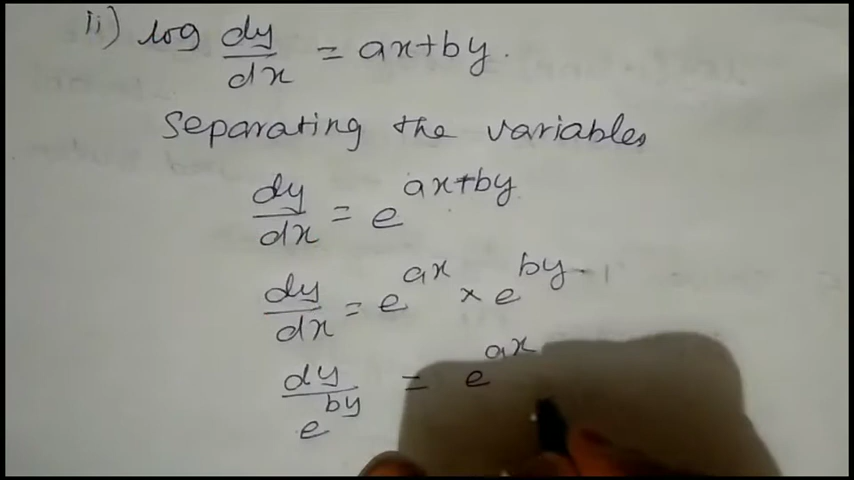 ii) log dy/dx = ax+by.
Separating the variables
dy/dx = e^ax+by
dy/dx = e^ax × e^by
dy/e^by = e^ax